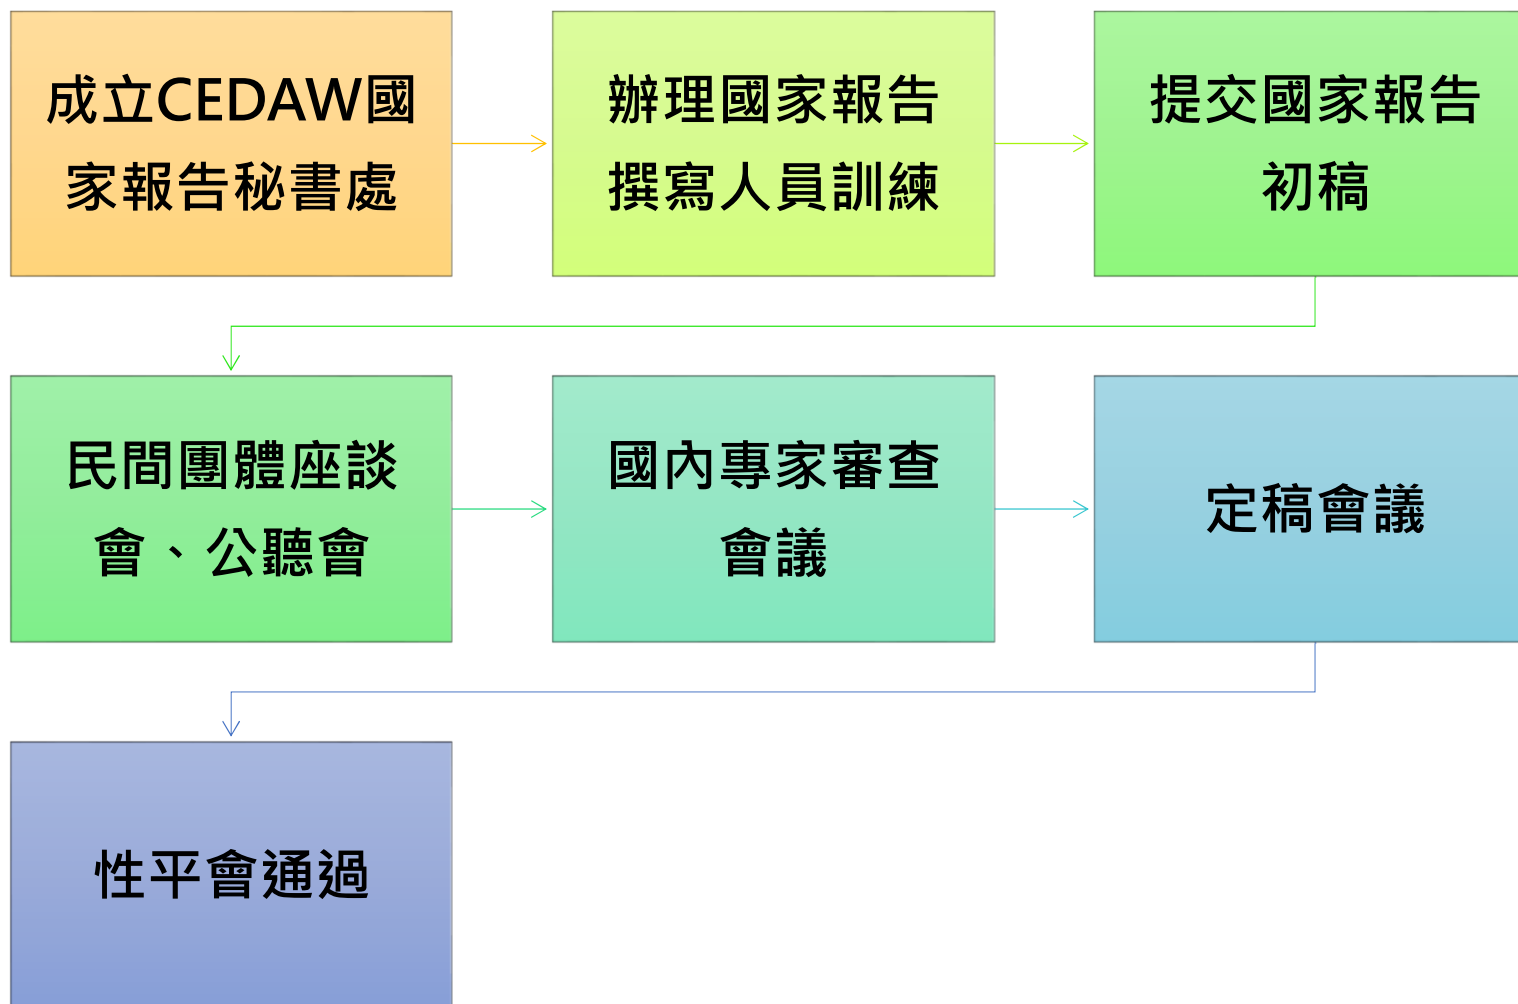 成立CEDAW國
家報告秘書處
辦理國家報告
撰寫人員訓練
提交國家報告
初稿
民間團體座談
會、公聽會
國內專家審查
會議
定稿會議
性平會通過